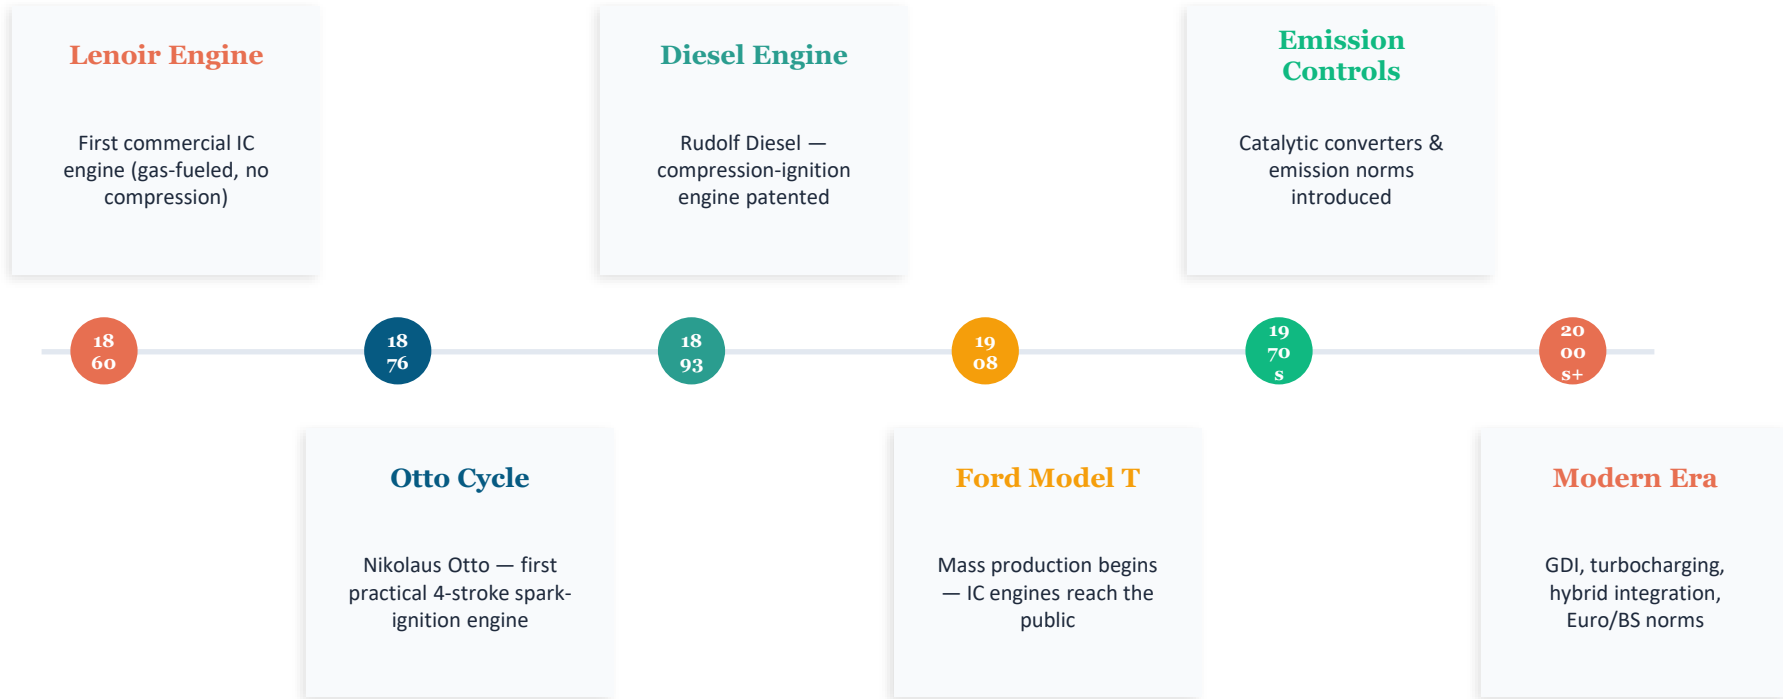 Lenoir Engine
First commercial IC
engine (gas-fueled, no
compression)
Diesel Engine
Rudolf Diesel —
compression-ignition
engine patented
Emission
Controls
Catalytic converters &
emission norms
introduced
18
60
18
76
18
93
19
08
19
70
s
20
00
s+
Otto Cycle
Nikolaus Otto — first
practical 4-stroke spark-
ignition engine
Ford Model T
Mass production begins
— IC engines reach the
public
Modern Era
GDI, turbocharging,
hybrid integration,
Euro/BS norms